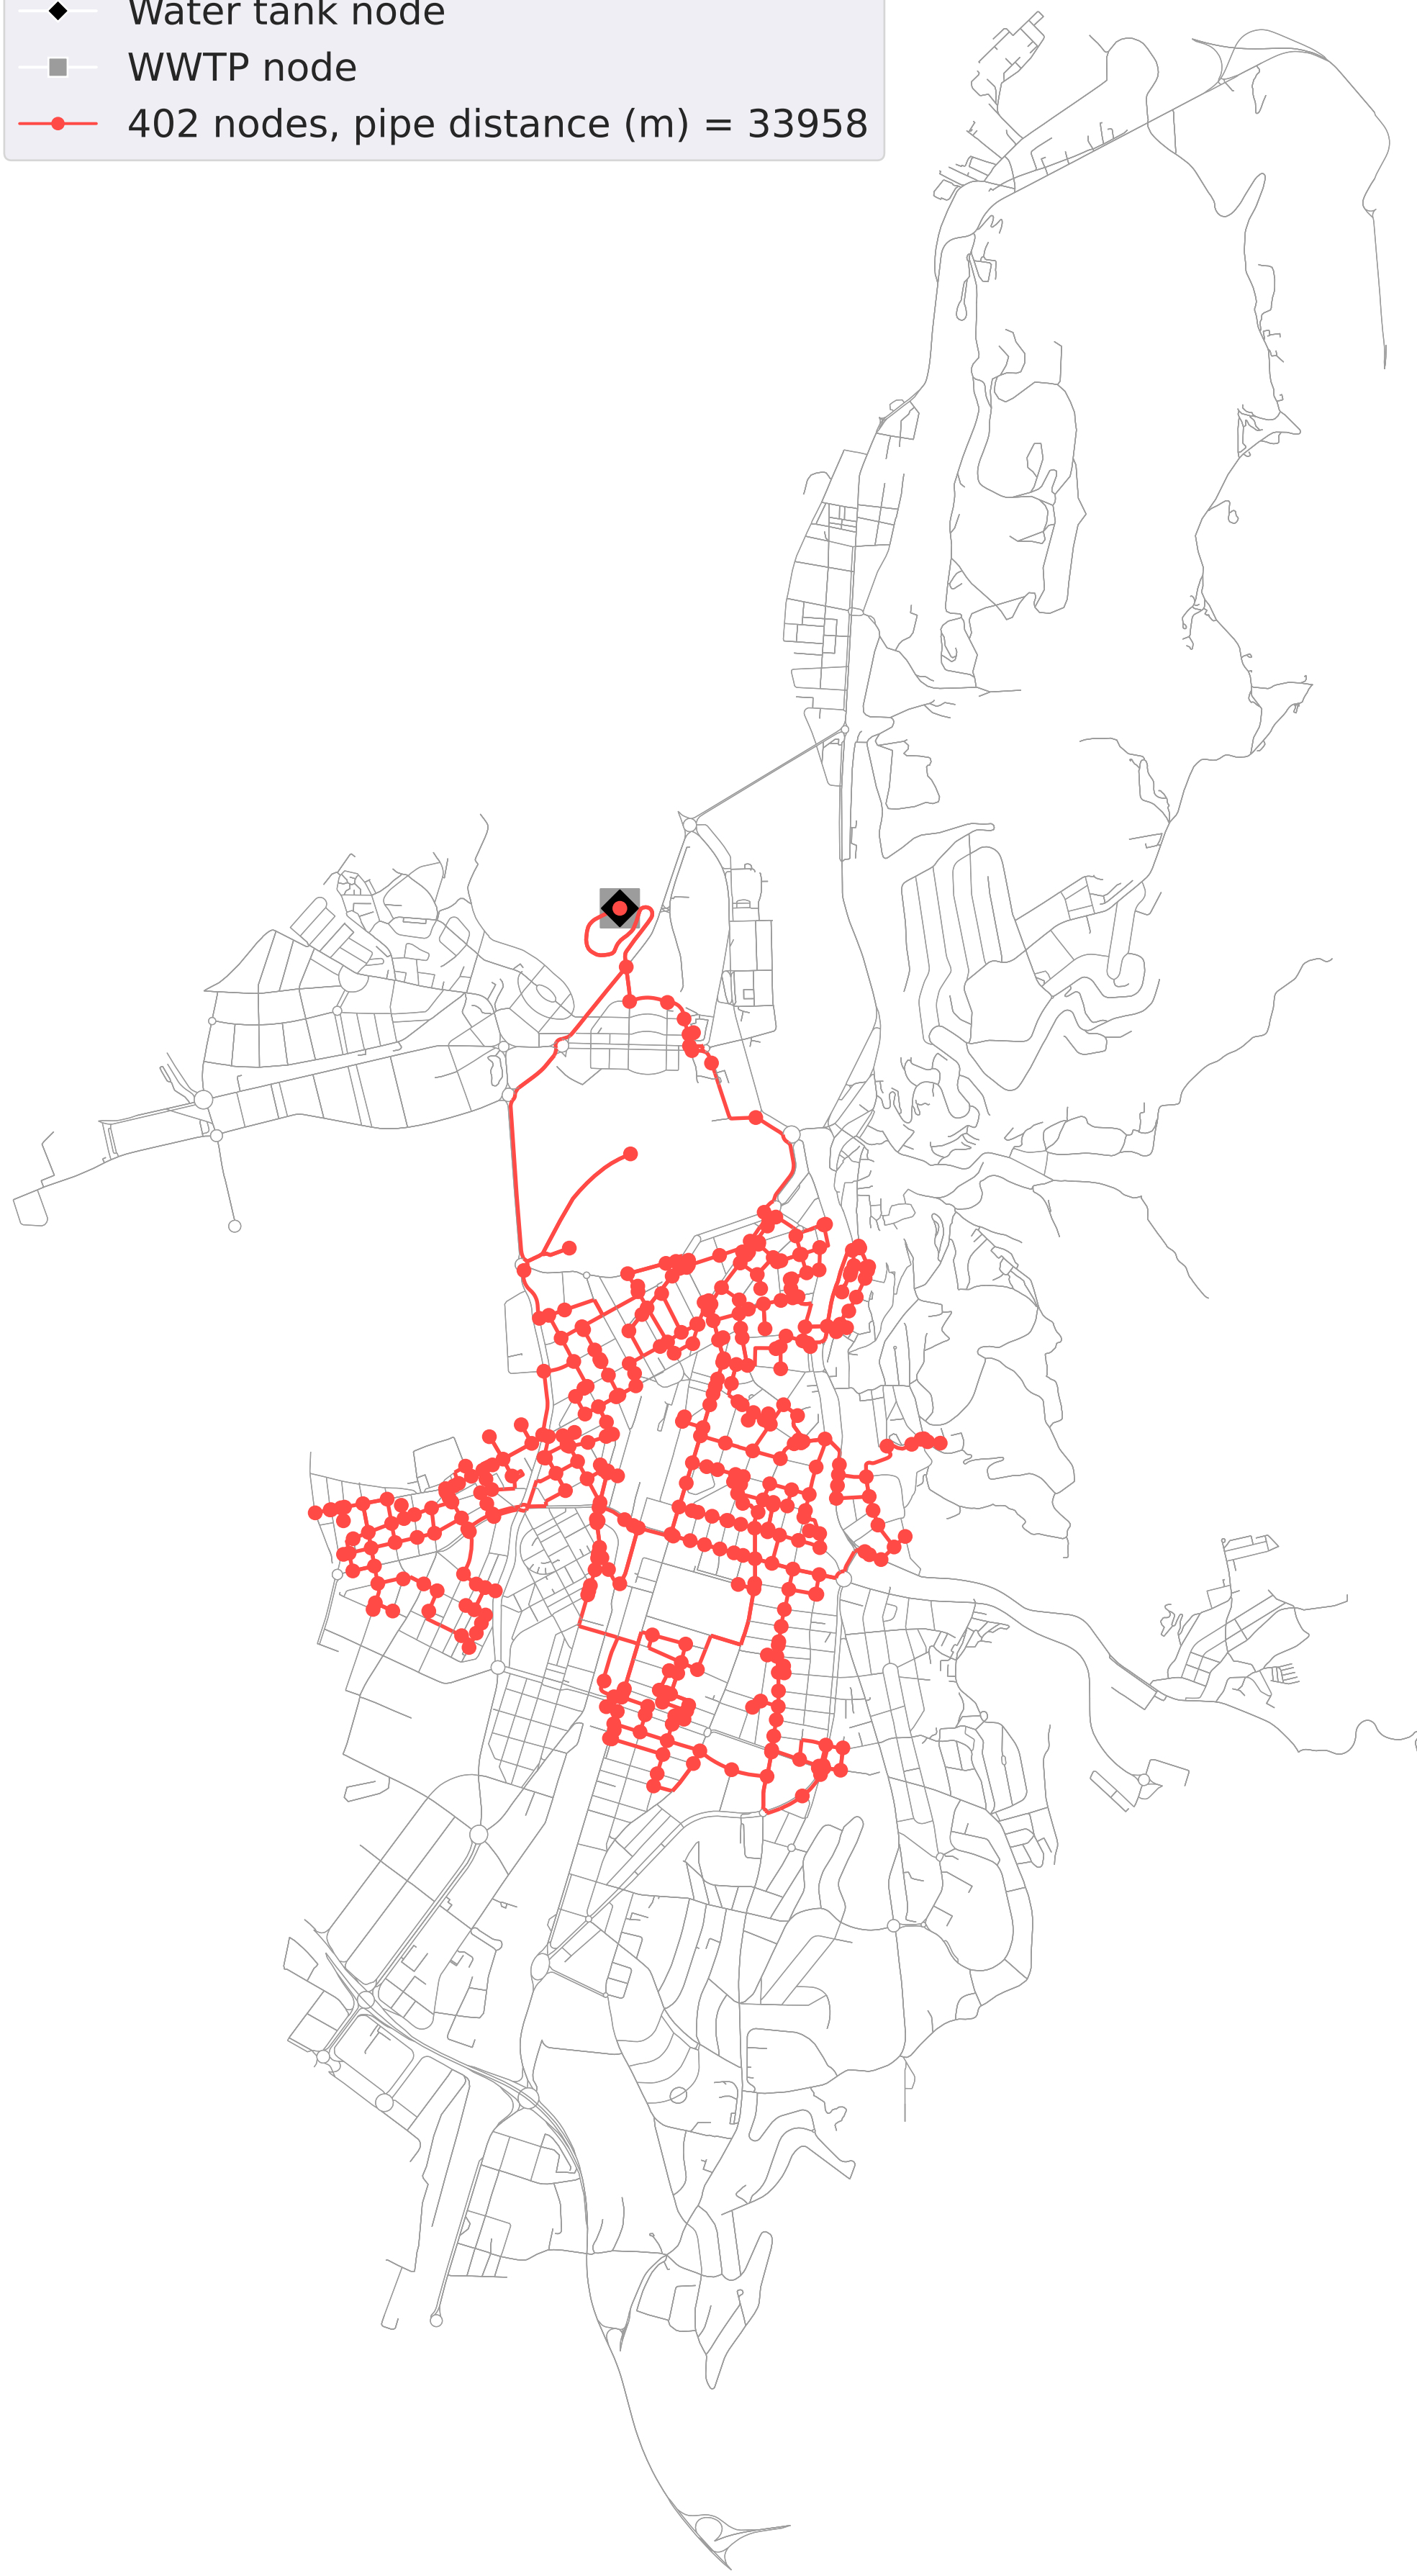 Water tank node
WWTP node
402 nodes, pipe distance (m) = 33958